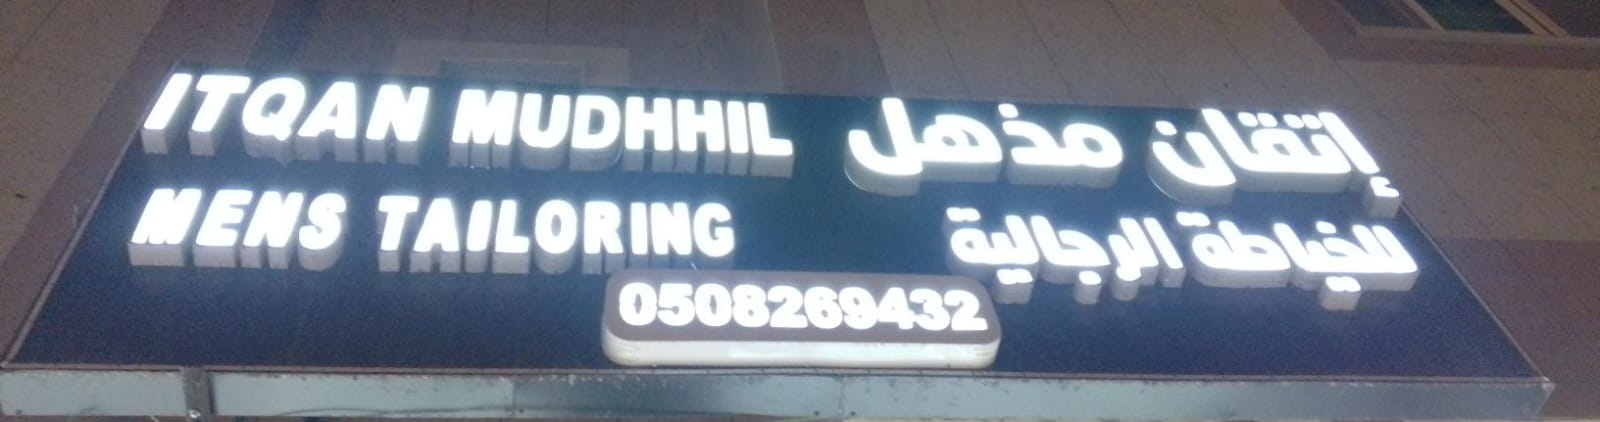 ITQAN MUDHHIL إتقان مذهل
MENS TAILORING للخياطة الرجالية
0508269432